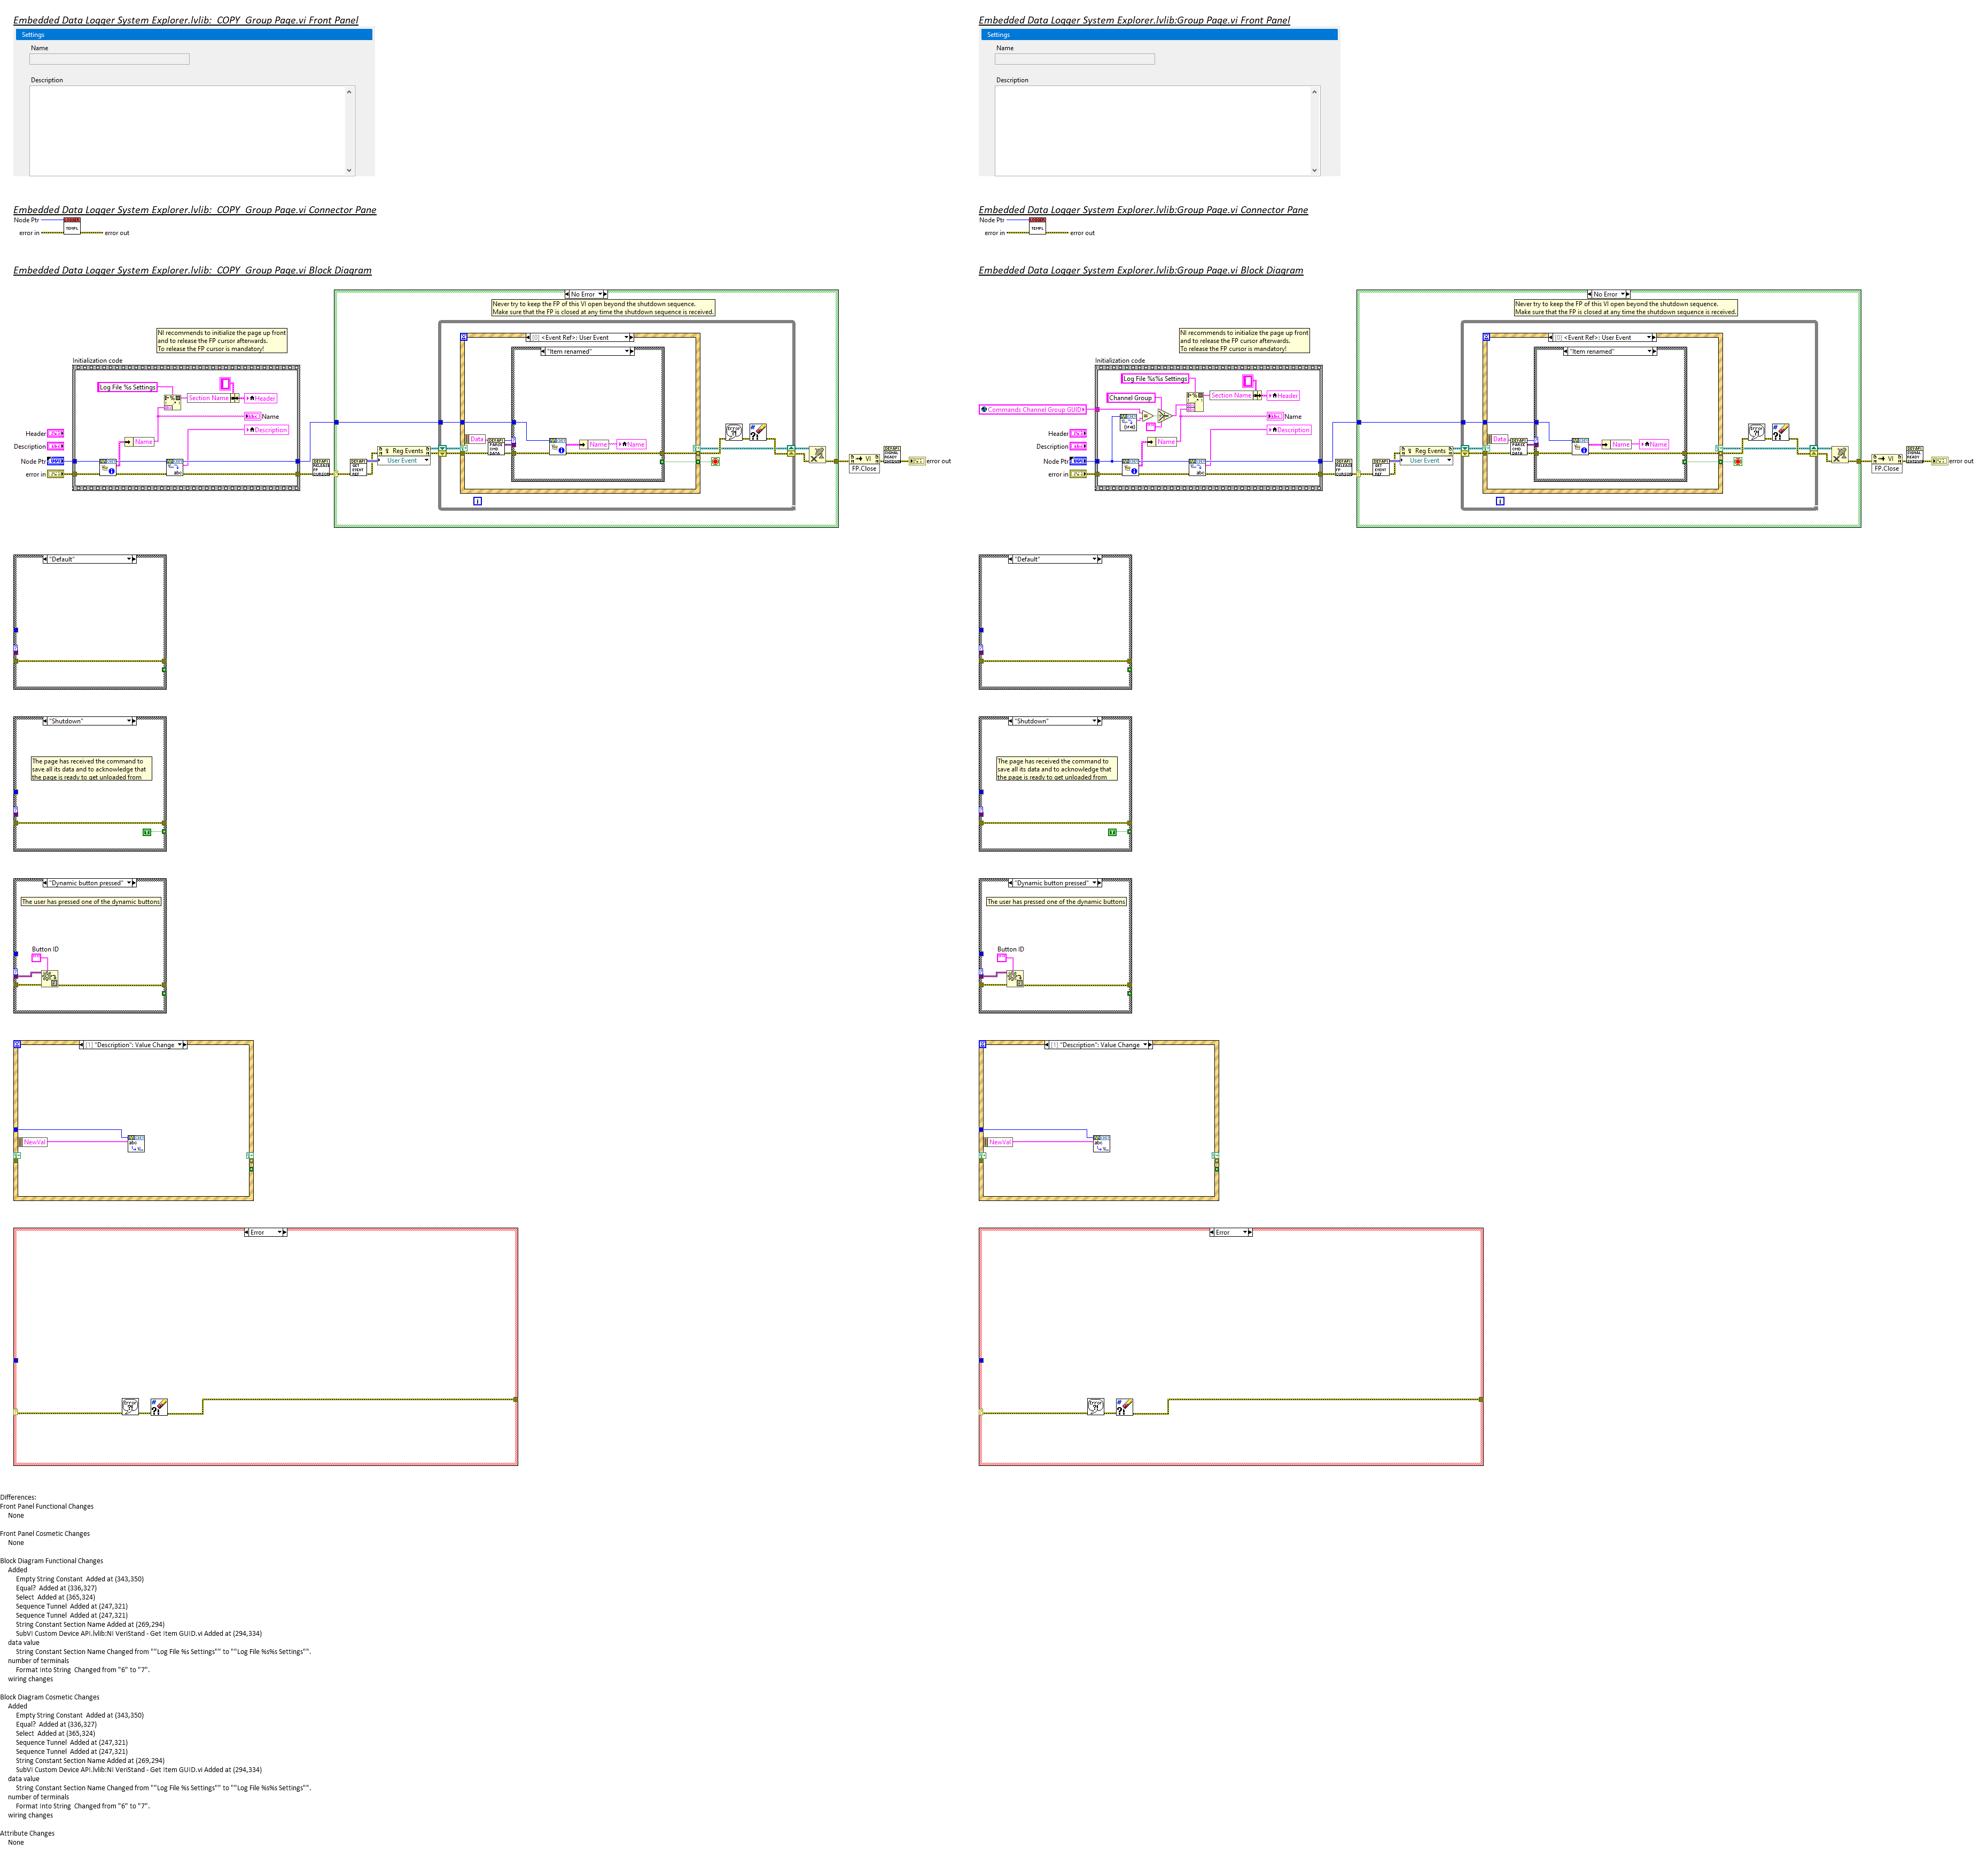 Embedded Data Logger System Explorer.lvlib:_COPY_Group Page.vi Front Panel
Settings
Name
Description
Embedded Data Logger System Explorer.lvlib:_COPY_Group Page.vi Connector Pane
Node Ptr
error in
error out
Embedded Data Logger System Explorer.lvlib:_COPY_Group Page.vi Block Diagram
No Error
Never try to keep the FP of this VI open beyond the shutdown sequence.
Make sure that the FP is closed at any time the shutdown sequence is received.
NI recommends to initialize the page up front
and to release the FP cursor afterwards.
To release the FP cursor is mandatory!
Initialization code
[0] <Event Ref>: User Event
"Item renamed"
Log File %s Settings
Section Name
Header
Name
Description
Header
Description
Name
Node Ptr
error in
Reg Events
User Event
Data
Name
Name
VI
FP.Close
error out
"Default"
"Shutdown"
The page has received the command to
save all its data and to acknowledge that
the page is ready to get unloaded from
"Dynamic button pressed"
The user has pressed one of the dynamic buttons
Button ID
[1] "Description": Value Change
NewVal
Error
Embedded Data Logger System Explorer.lvlib:Group Page.vi Front Panel
Settings
Name
Description
Embedded Data Logger System Explorer.lvlib:Group Page.vi Connector Pane
Node Ptr
error in
error out
Embedded Data Logger System Explorer.lvlib:Group Page.vi Block Diagram
No Error
Never try to keep the FP of this VI open beyond the shutdown sequence.
Make sure that the FP is closed at any time the shutdown sequence is received.
NI recommends to initialize the page up front
and to release the FP cursor afterwards.
To release the FP cursor is mandatory!
Initialization code
[0] <Event Ref>: User Event
"Item renamed"
Log File %s%s Settings
Section Name
Header
Channel Group
Commands Channel Group GUID
Name
Description
Header
Description
Name
Node Ptr
error in
Reg Events
User Event
Data
Name
Name
VI
FP.Close
error out
"Default"
"Shutdown"
The page has received the command to
save all its data and to acknowledge that
the page is ready to get unloaded from
"Dynamic button pressed"
The user has pressed one of the dynamic buttons
Button ID
[1] "Description": Value Change
NewVal
Error
Differences:
Front Panel Functional Changes
None
Front Panel Cosmetic Changes
None
Block Diagram Functional Changes
Added
Empty String Constant  Added at (343,350)
Equal?  Added at (336,327)
Select  Added at (365,324)
Sequence Tunnel  Added at (247,321)
Sequence Tunnel  Added at (247,321)
String Constant Section Name Added at (269,294)
SubVI Custom Device API.lvlib:NI VeriStand - Get Item GUID.vi Added at (294,334)
data value
String Constant Section Name Changed from ""Log File %s Settings"" to ""Log File %s%s Settings"".
number of terminals
Format Into String  Changed from "6" to "7".
wiring changes
Block Diagram Cosmetic Changes
Added
Empty String Constant  Added at (343,350)
Equal?  Added at (336,327)
Select  Added at (365,324)
Sequence Tunnel  Added at (247,321)
Sequence Tunnel  Added at (247,321)
String Constant Section Name Added at (269,294)
SubVI Custom Device API.lvlib:NI VeriStand - Get Item GUID.vi Added at (294,334)
data value
String Constant Section Name Changed from ""Log File %s Settings"" to ""Log File %s%s Settings"".
number of terminals
Format Into String  Changed from "6" to "7".
wiring changes
Attribute Changes
None